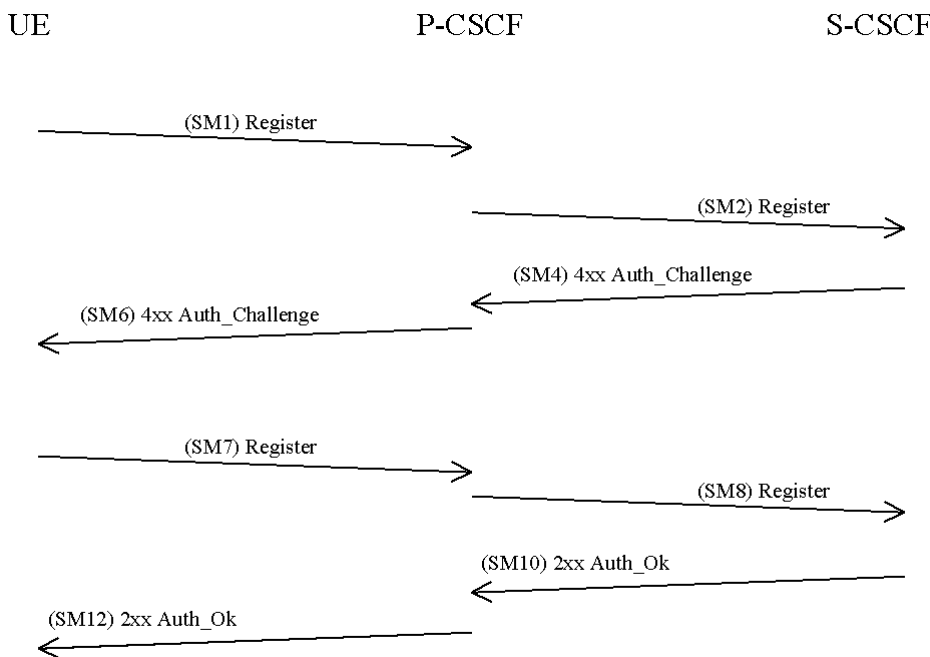 UE P-CSCF S-CSCF
(SM1) Register
(SM2) Register
(SM4) 4xx Auth_Challenge
(SM6) 4xx Auth_Challenge
(SM7) Register
(SM8) Register
(SM10) 2xx Auth_Ok
(SM12) 2xx Auth_Ok